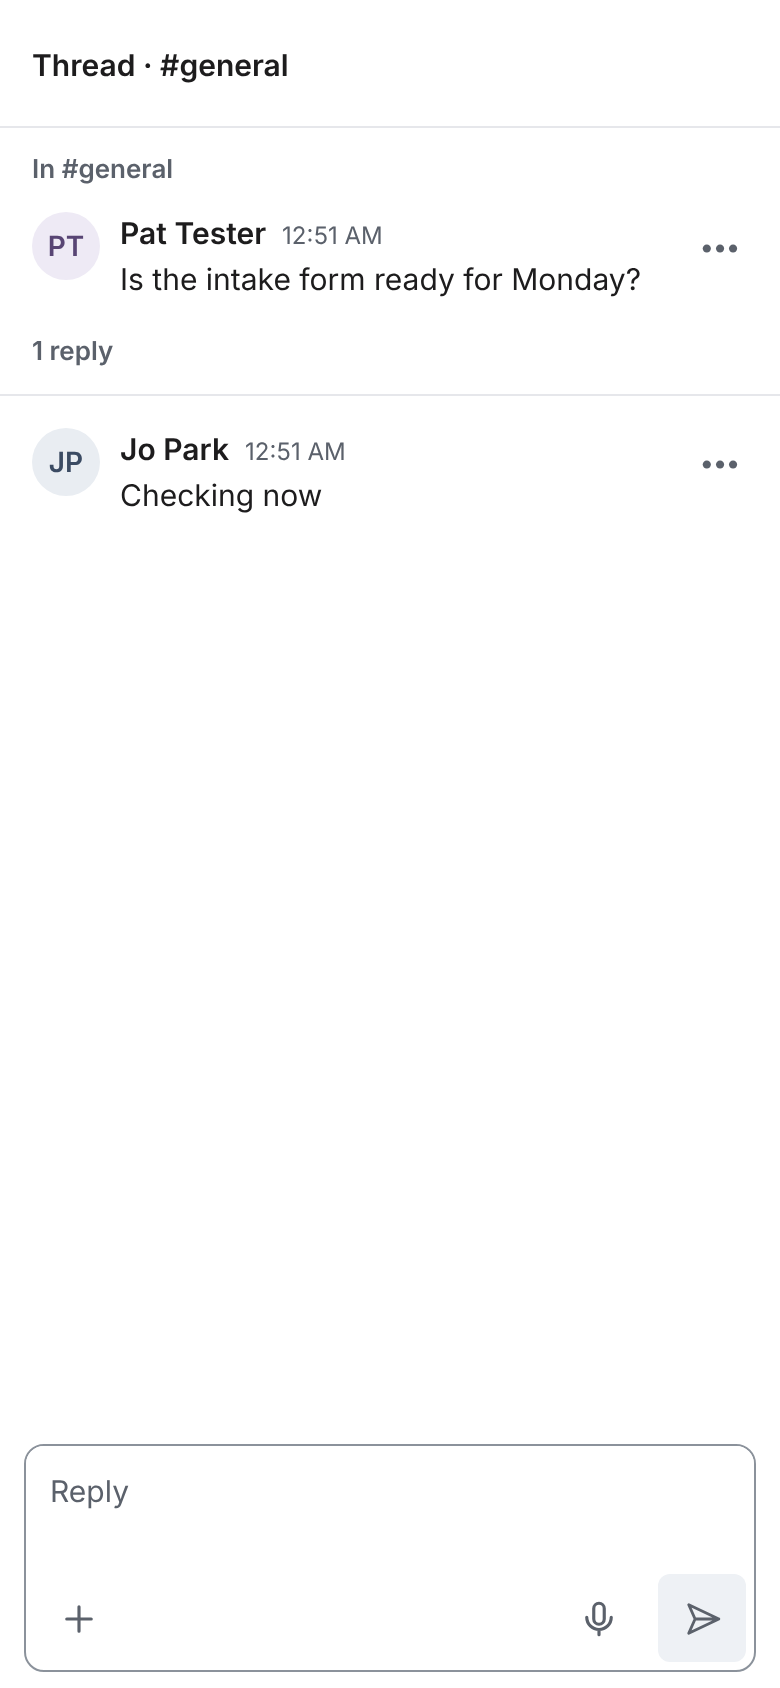 Thread · #general
In #general
PT
Pat Tester 12:51 AM
Is the intake form ready for Monday?
1 reply
JP
Jo Park 12:51 AM
Checking now
Reply